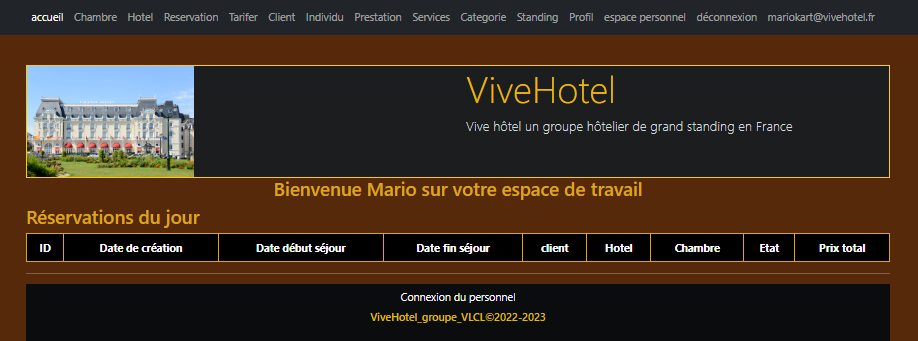 accueil Chambre Hotel Reservation Tarifer Client Individu Prestation Services Categorie Standing Profil espace personnel déconnexion mariokart@vivehotel.fr
ViveHotel
Vive hôtel un groupe hôtelier de grand standing en France
Bienvenue Mario sur votre espace de travail
Réservations du jour
ID Date de création Date début séjour Date fin séjour client Hotel Chambre Etat Prix total
Connexion du personnel
ViveHotel_groupe_VLCL©2022-2023